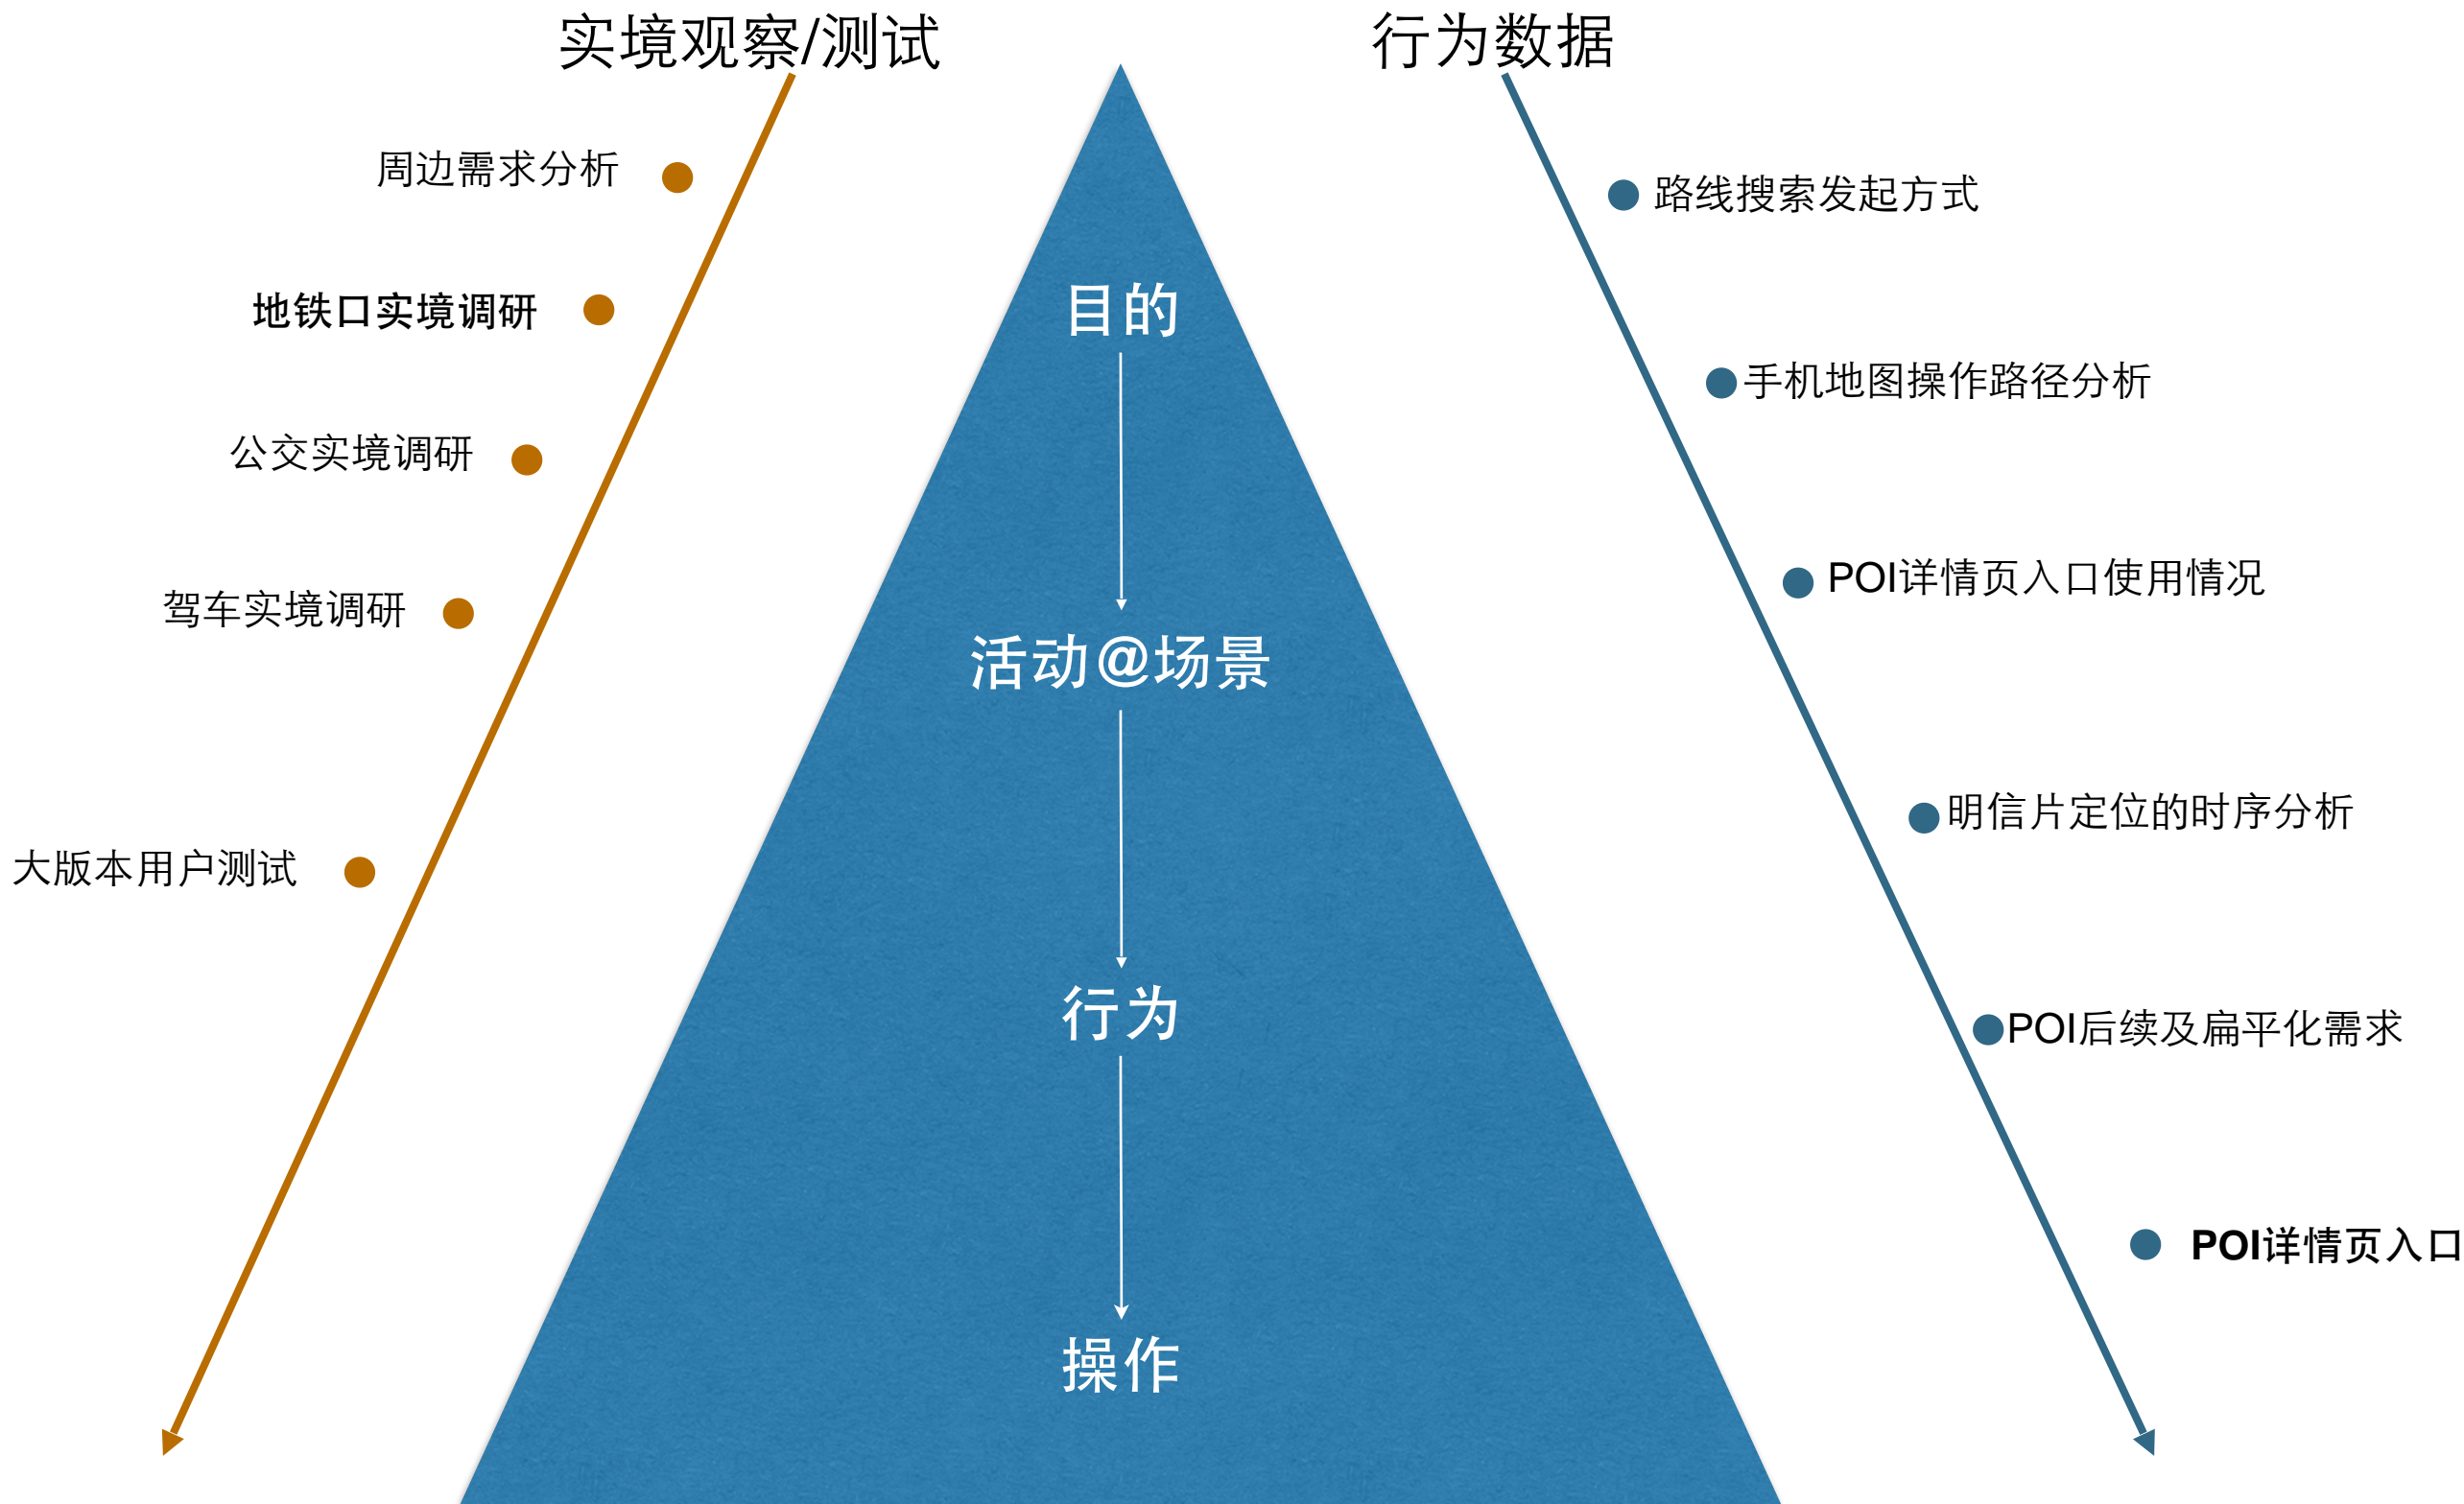 实境观察/测试
行为数据
周边需求分析
地铁口实境调研
公交实境调研
驾车实境调研
大版本用户测试
目的
活动@场景
行为
操作
路线搜索发起方式
手机地图操作路径分析
POI详情页入口使用情况
明信片定位的时序分析
POI后续及扁平化需求
POI详情页入口